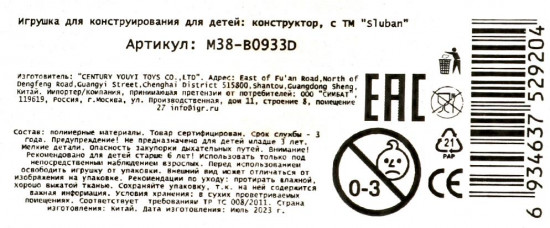 Игрушка для конструирования для детей: конструктор, с ТМ "Sluban"
Артикул: M38-B0933D
Изготовитель: "CENTURY YOUYI TOYS CO.,LTD". Адрес: East of Fu'an Road,North of
Dengfeng Road,Guangyi Street,Chenghai District 515800,Shantou,Guangdong Sheng,
Китай. Импортер/Компания, принимающая претензии от потребителей: ООО "СИМБАТ",
119619, Россия, г.Москва, ул. Производственная, дом 11, строение 8, помещение
27 info@igr.ru
Состав: полимерные материалы. Товар сертифицирован. Срок службы - 3
года. Предупреждение! Не предназначено для детей младше 3 лет.
Мелкие детали. Опасность закупорки дыхательных путей. Внимание!
Рекомендовано для детей старше 6 лет! Использовать только под
непосредственным наблюдением взрослых. Перед использованием
освободить игрушку от упаковки. Внешний вид может отличаться от
изображения на упаковке. Рекомендации по уходу: протирать влажной,
хорошо выжатой тканью. Сохраняйте упаковку, т.к. на ней содержится
важная информация. Условия хранения: в сухих проветриваемых
помещениях. Соответствует требованиям ТР ТС 008/2011. Страна
изготовления: Китай. Дата изготовления: Июль 2023 г.
EAC
0-3
21
PAP
CE
6 934637 529204